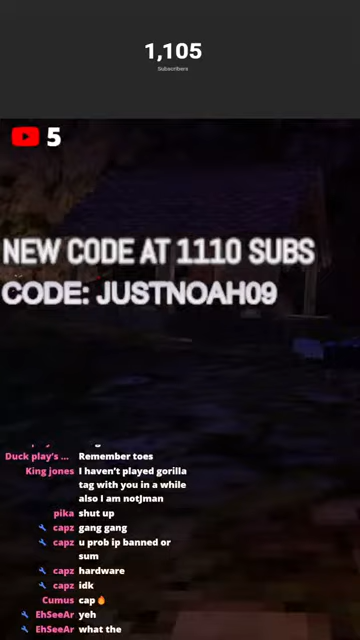 1,105
Subscribers
5
NEW CODE AT 1110 SUBS
CODE: JUSTNOAH09
Duck play's ... Remember toes
King jones I haven't played gorilla
tag with you in a while
also I am notJman
pika shut up
capz gang gang
capz u prob ip banned or
sum
capz hardware
capz idk
Cumus cap🔥
EhSeeAr yeh
EhSeeAr what the